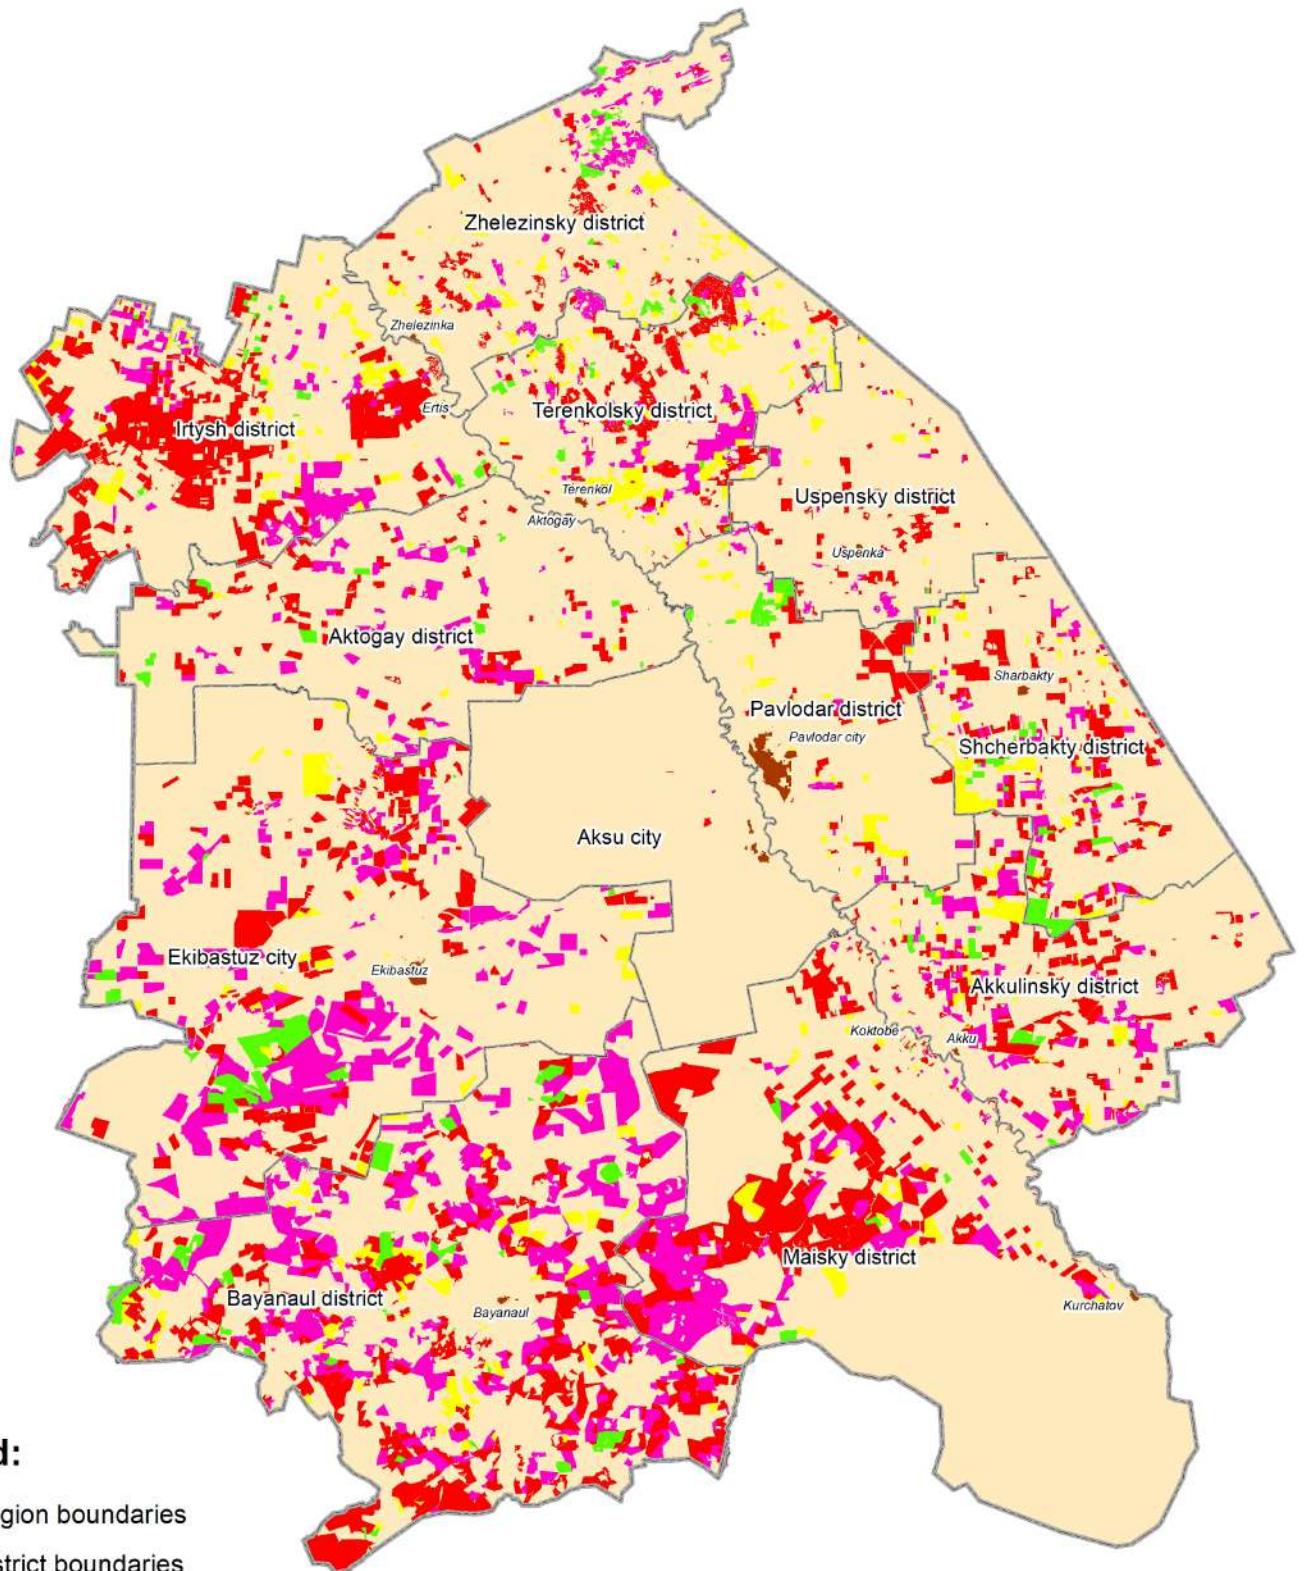 Zhelezinsky district
Zhelezinka
Ertis
Terenkolsky district
Irtysh district
Terenkol
Uspensky district
Aktogay
Uspenka
Aktogay district
Sharbakty
Pavlodar district
Pavlodar city
Shcherbakty district
Aksu city
Ekibastuz city
Ekibastuz
Akkulinsky district
Koktobe
Akku
Maisky district
Bayanaul district
Bayanaul
Kurchatov
d:
gion boundaries
strict boundaries